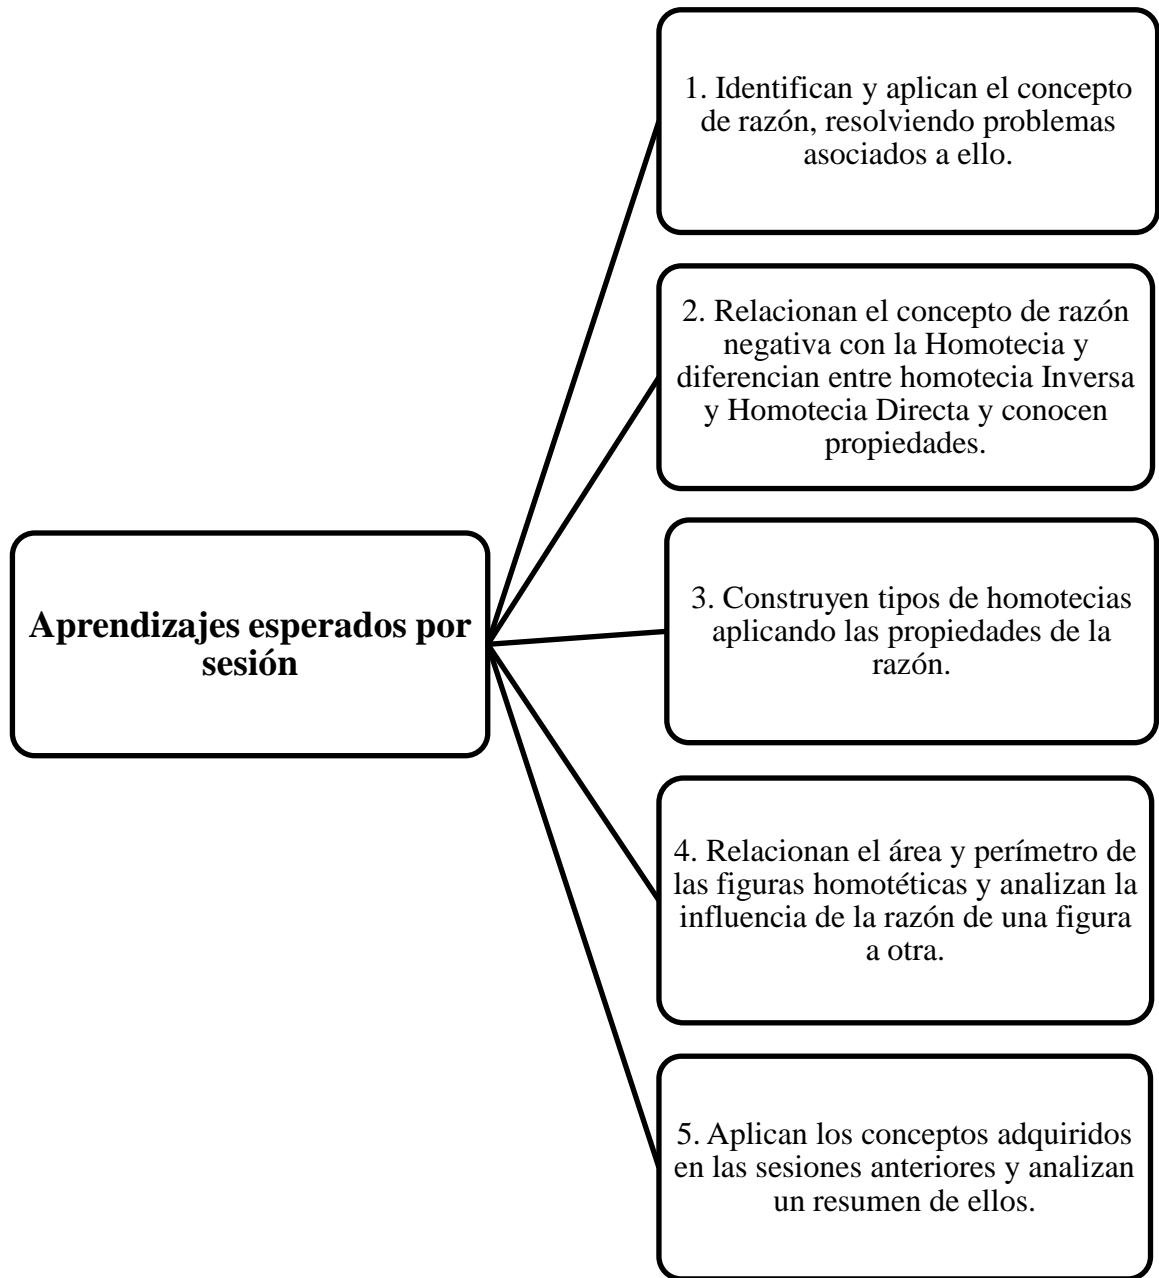 1. Identifican y aplican el concepto
de razón, resolviendo problemas
asociados a ello.
2. Relacionan el concepto de razón
negativa con la Homotecia y
diferencian entre homotecia Inversa
y Homotecia Directa y conocen
propiedades.
Aprendizajes esperados por
sesión
3. Construyen tipos de homotecias
aplicando las propiedades de la
razón.
4. Relacionan el área y perímetro de
las figuras homotéticas y analizan la
influencia de la razón de una figura
a otra.
5. Aplican los conceptos adquiridos
en las sesiones anteriores y analizan
un resumen de ellos.